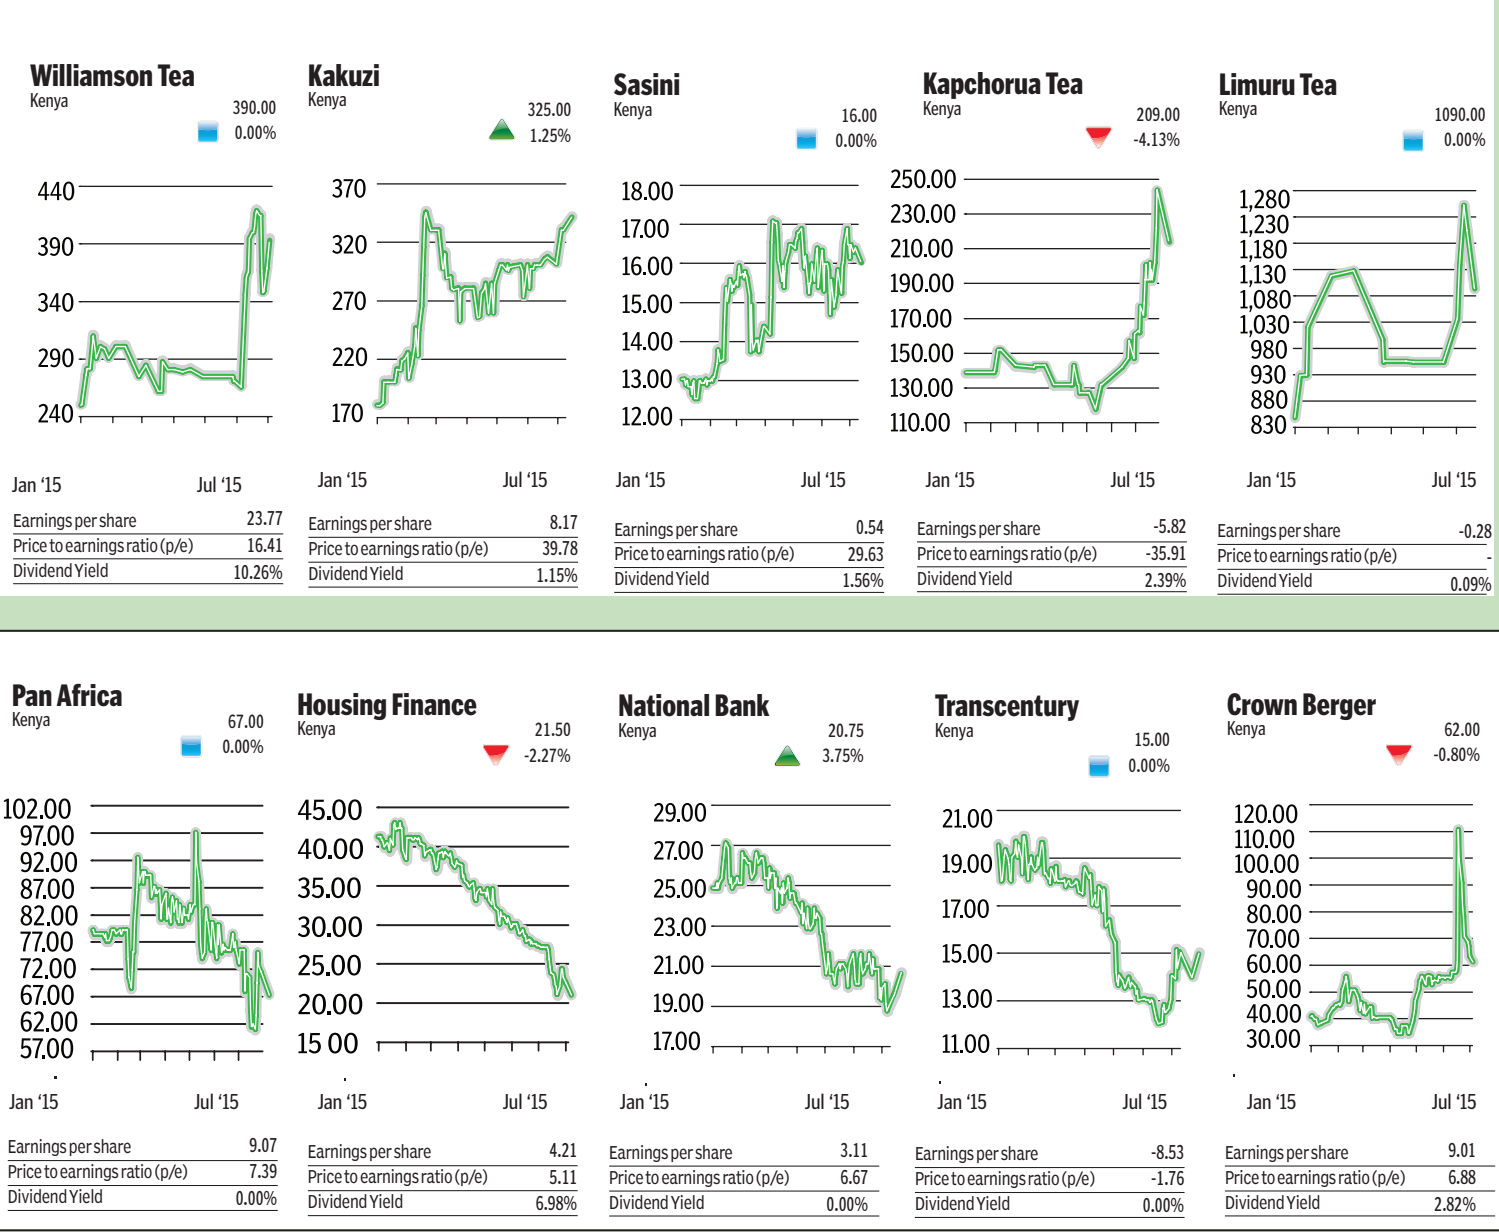 Williamson Tea
Kenya
390.00
0.00%
440
390
340
290
240
Jan ‘15 Jul ‘15
Earnings per share 23.77
Price to earnings ratio (p/e) 16.41
Dividend Yield 10.26%
Kakuzi
Kenya
325.00
1.25%
370
320
270
220
170
Jan ‘15 Jul ‘15
Earnings per share 8.17
Price to earnings ratio (p/e) 39.78
Dividend Yield 1.15%
Sasini
Kenya
16.00
0.00%
18.00
17.00
16.00
15.00
14.00
13.00
12.00
Jan ‘15 Jul ‘15
Earnings per share 0.54
Price to earnings ratio (p/e) 29.63
Dividend Yield 1.56%
Kapchorua Tea
Kenya
209.00
-4.13%
250.00
230.00
210.00
190.00
170.00
150.00
130.00
110.00
Jan ‘15 Jul ‘15
Earnings per share -5.82
Price to earnings ratio (p/e) -35.91
Dividend Yield 2.39%
Limuru Tea
Kenya
1090.00
0.00%
1,280
1,230
1,180
1,130
1,080
1,030
980
930
880
830
Jan ‘15 Jul ‘15
Earnings per share -0.28
Price to earnings ratio (p/e) -
Dividend Yield 0.09%
Pan Africa
Kenya
67.00
0.00%
102.00
97.00
92.00
87.00
82.00
77.00
72.00
67.00
62.00
57.00
Jan ‘15 Jul ‘15
Earnings per share 9.07
Price to earnings ratio (p/e) 7.39
Dividend Yield 0.00%
Housing Finance
Kenya
21.50
-2.27%
45.00
40.00
35.00
30.00
25.00
20.00
15 00
Jan ‘15 Jul ‘15
Earnings per share 4.21
Price to earnings ratio (p/e) 5.11
Dividend Yield 6.98%
National Bank
Kenya
20.75
3.75%
29.00
27.00
25.00
23.00
21.00
19.00
17.00
Jan ‘15 Jul ‘15
Earnings per share 3.11
Price to earnings ratio (p/e) 6.67
Dividend Yield 0.00%
Transcentury
Kenya
15.00
0.00%
21.00
19.00
17.00
15.00
13.00
11.00
Jan ‘15 Jul ‘15
Earnings per share -8.53
Price to earnings ratio (p/e) -1.76
Dividend Yield 0.00%
Crown Berger
Kenya
62.00
-0.80%
120.00
110.00
100.00
90.00
80.00
70.00
60.00
50.00
40.00
30.00
Jan ‘15 Jul ‘15
Earnings per share 9.01
Price to earnings ratio (p/e) 6.88
Dividend Yield 2.82%